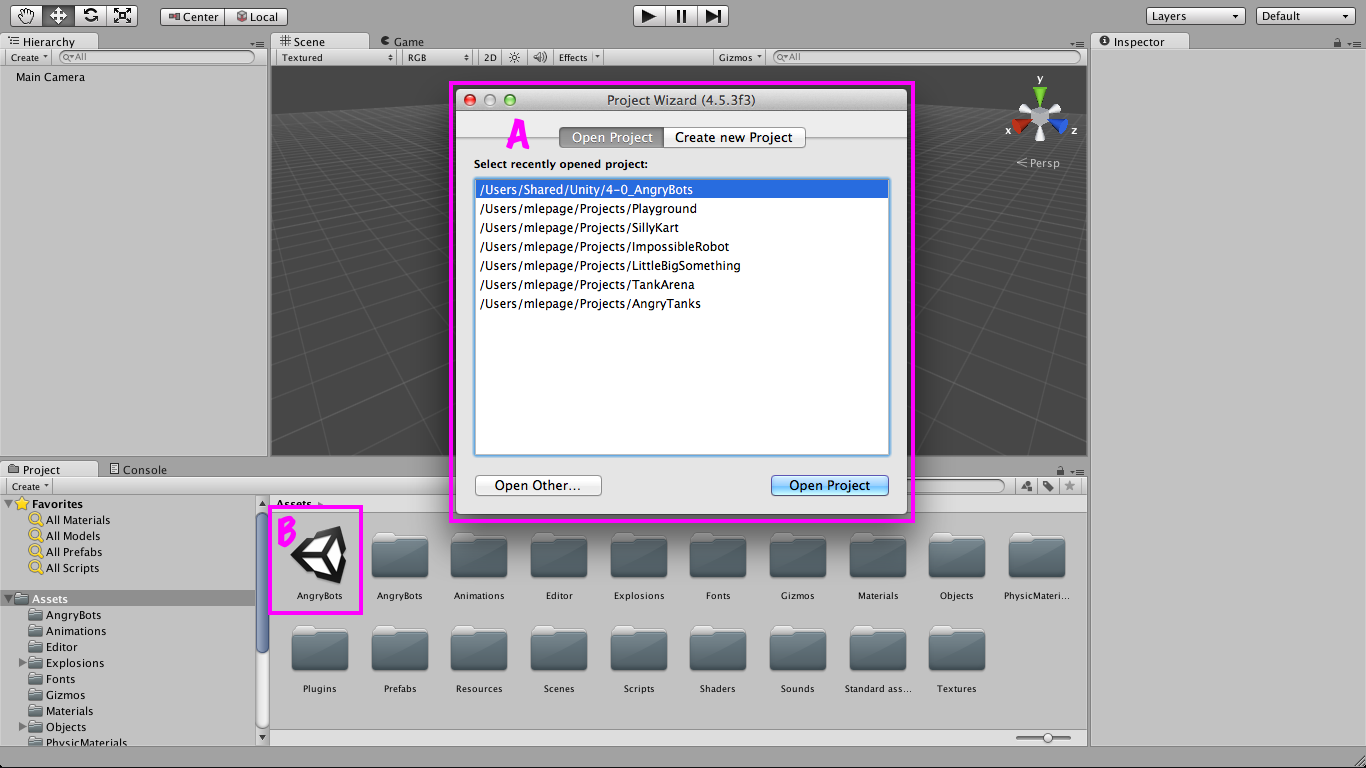 Center Local
Layers Default
Hierarchy
Create All
Main Camera
Scene Game
Textured RGB 2D Effects Gizmos All
y
x z
Persp
Inspector
Project Wizard (4.5.3f3)
A
Open Project Create new Project
Select recently opened project:
/Users/Shared/Unity/4-0_AngryBots
/Users/mlepage/Projects/Playground
/Users/mlepage/Projects/SillyKart
/Users/mlepage/Projects/ImpossibleRobot
/Users/mlepage/Projects/LittleBigSomething
/Users/mlepage/Projects/TankArena
/Users/mlepage/Projects/AngryTanks
Open Other... Open Project
Project Console
Create
Favorites
All Materials
All Models
All Prefabs
All Scripts
Assets
AngryBots
Animations
Editor
Explosions
Fonts
Gizmos
Materials
Objects
PhysicMaterials
Assets
B
AngryBots AngryBots Animations Editor Explosions Fonts Gizmos Materials Objects PhysicMateri...
Plugins Prefabs Resources Scenes Scripts Shaders Sounds Standard ass... Textures